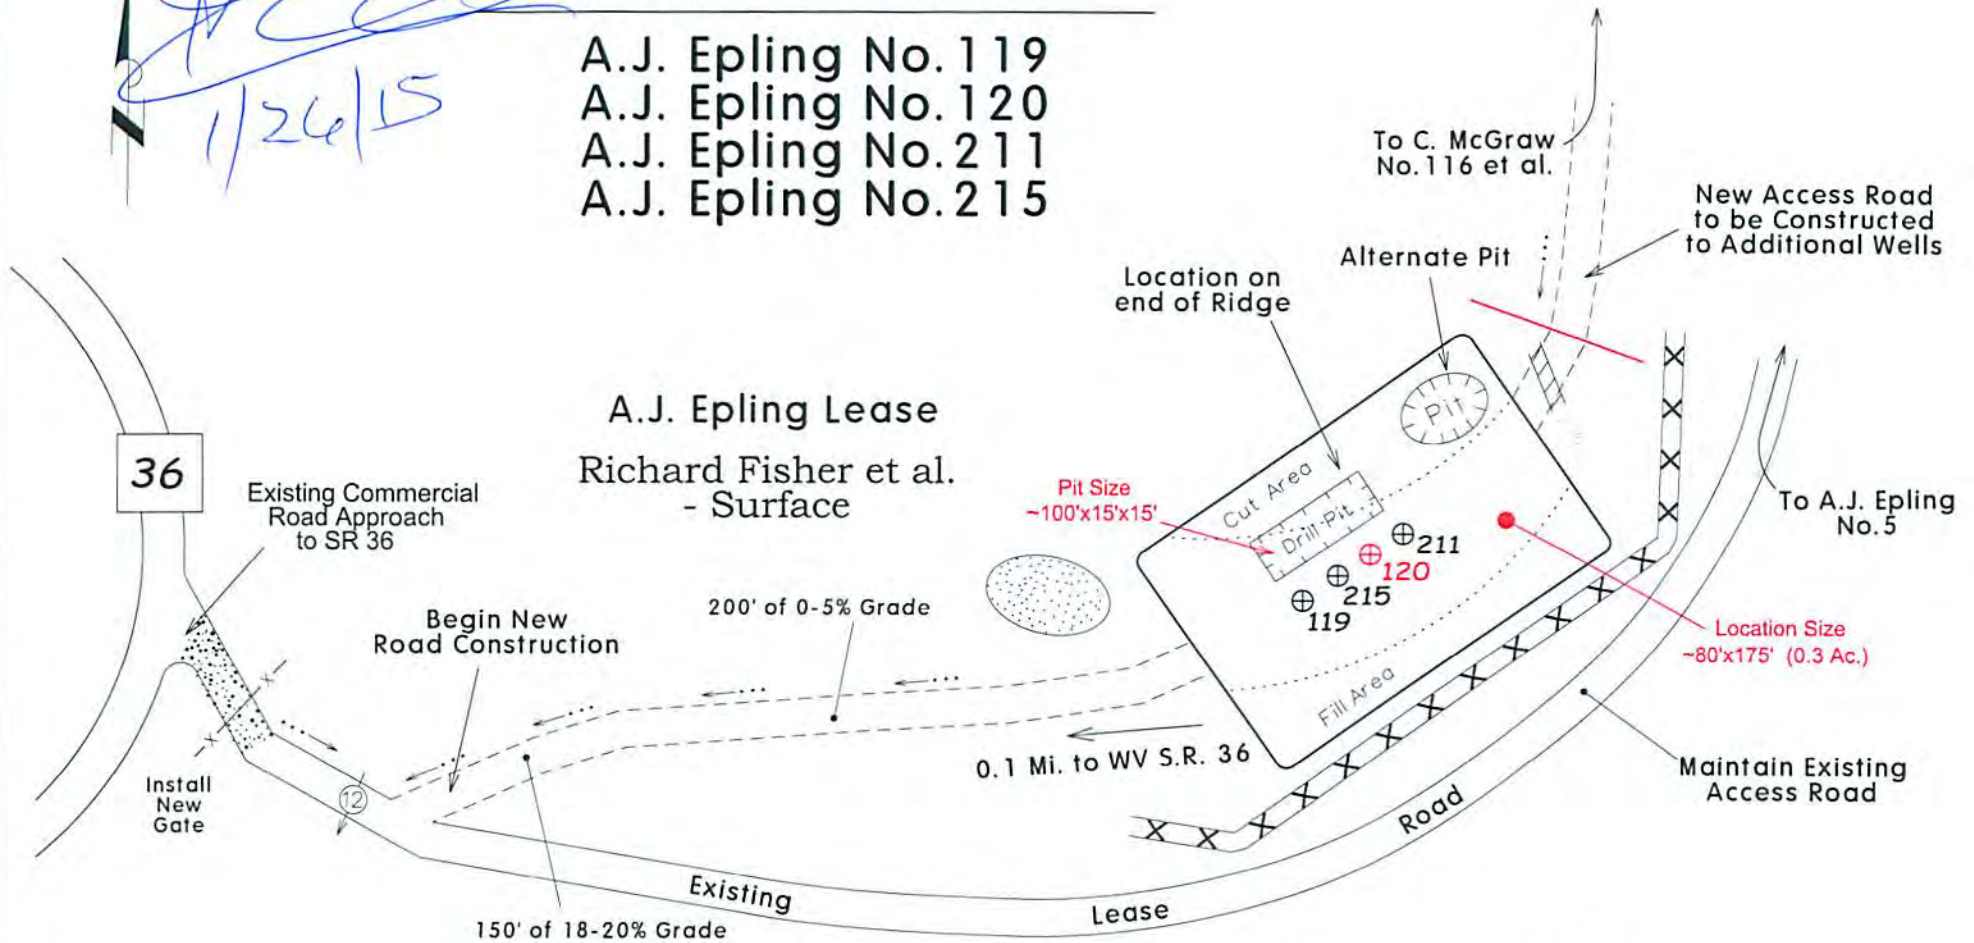 1/26/15
A.J. Epling No. 119
A.J. Epling No. 120
A.J. Epling No. 211
A.J. Epling No. 215
To C. McGraw
No. 116 et al.
New Access Road
to be Constructed
to Additional Wells
Alternate Pit
Location on
end of Ridge
A.J. Epling Lease
Richard Fisher et al.
- Surface
36
Existing Commercial
Road Approach
to SR 36
Pit
Cut Area
Pit Size
~100'x15'x15'
Drill Pit
211
120
215
119
To A.J. Epling
No. 5
Begin New
Road Construction
200' of 0-5% Grade
Location Size
~80'x175' (0.3 Ac.)
Fill Area
0.1 Mi. to WV S.R. 36
Install
New
Gate
12
Maintain Existing
Access Road
Existing Lease Road
150' of 18-20% Grade